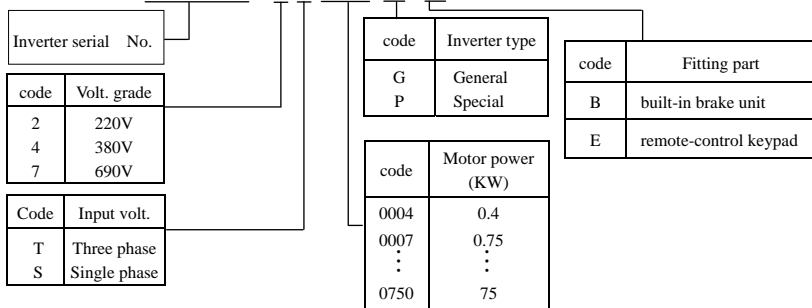 Inverter serial No.
code Volt. grade
2 220V
4 380V
7 690V
Code Input volt.
T Three phase
S Single phase
code Inverter type
G General
P Special
code Motor power
(KW)
0004 0.4
0007 0.75
⋮ ⋮
0750 75
code Fitting part
B built-in brake unit
E remote-control keypad